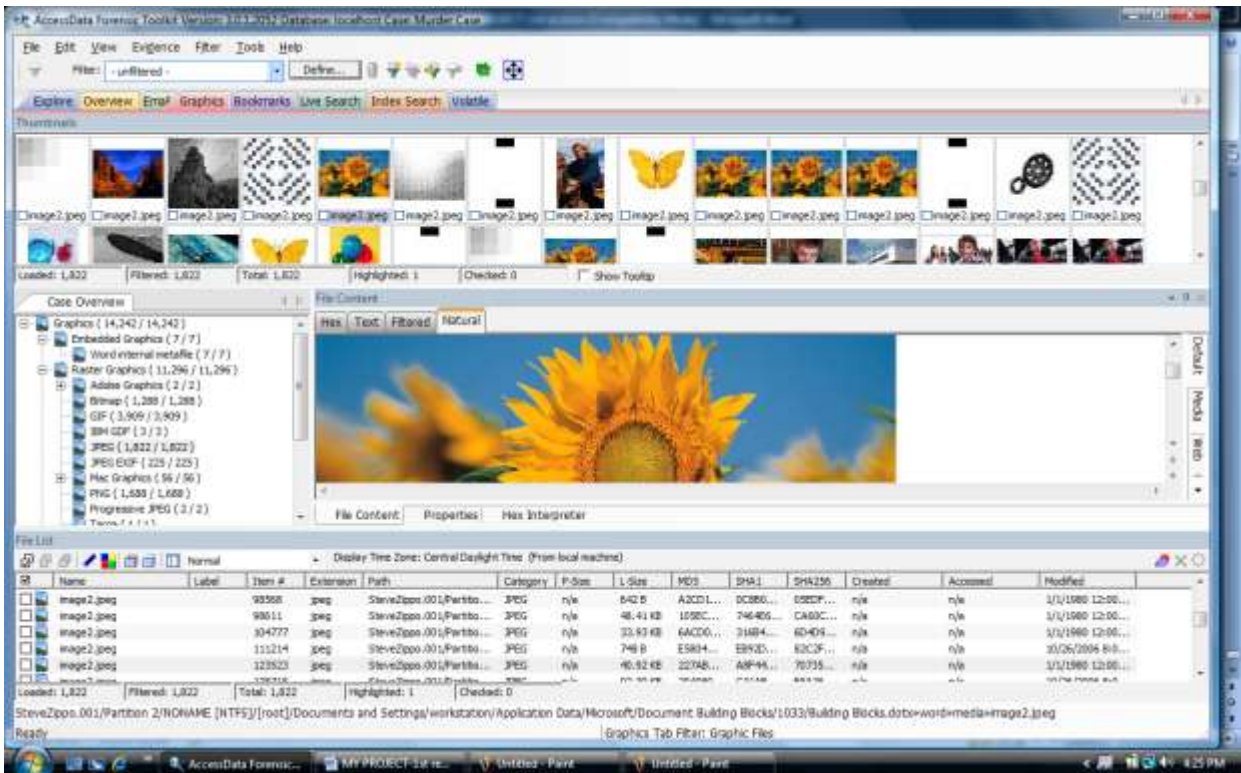 AccessData Forensic Toolkit Version: 3.0.1.2052 Database: localhost Case: Murder Case
File Edit View Evidence Filter Tools Help
Filter: - unfiltered - Define...
Explore Overview Email Graphics Bookmarks Live Search Index Search Volatile
Thumbnails
image2.jpeg image2.jpeg image2.jpeg image2.jpeg image2.jpeg image2.jpeg image2.jpeg image2.jpeg image2.jpeg image2.jpeg image2.jpeg image2.jpeg image2.jpeg image2.jpeg image2.jpeg
Loaded: 1,822 Filtered: 1,822 Total: 1,822 Highlighted: 1 Checked: 0 Show Tooltip
Case Overview
Graphics ( 14,242 / 14,242 )
Embedded Graphics ( 7 / 7 )
Word internal metafile ( 7 / 7 )
Raster Graphics ( 11,296 / 11,296 )
Adobe Graphics ( 2 / 2 )
Bitmap ( 1,288 / 1,288 )
GIF ( 3,909 / 3,909 )
IBM GDF ( 3 / 3 )
JPEG ( 1,822 / 1,822 )
JPEG EXIF ( 225 / 225 )
Mac Graphics ( 56 / 56 )
PNG ( 1,688 / 1,688 )
Progressive JPEG ( 2 / 2 )
File Content
Hex Text Filtered Natural
Default
Media
Web
File Content Properties Hex Interpreter
File List
Normal Display Time Zone: Central Daylight Time (From local machine)
Name Label Item # Extension Path Category P-Size L-Size MD5 SHA1 SHA256 Created Accessed Modified
image2.jpeg 98568 jpeg SteveZipps.001/Partitio... JPEG n/a 642 B n/a n/a 1/1/1980 12:00...
image2.jpeg 98611 jpeg SteveZipps.001/Partitio... JPEG n/a 48.41 KB n/a n/a 1/1/1980 12:00...
image2.jpeg 104777 jpeg SteveZipps.001/Partitio... JPEG n/a 33.93 KB n/a n/a 1/1/1980 12:00...
image2.jpeg 111214 jpeg SteveZipps.001/Partitio... JPEG n/a 748 B n/a n/a 10/26/2006 8:0...
image2.jpeg 123523 jpeg SteveZipps.001/Partitio... JPEG n/a 40.92 KB n/a n/a 1/1/1980 12:00...
Loaded: 1,822 Filtered: 1,822 Total: 1,822 Highlighted: 1 Checked: 0
SteveZipps.001/Partition 2/NONAME [NTFS]/[root]/Documents and Settings/workstation/Application Data/Microsoft/Document Building Blocks/1033/Building Blocks.dotx»word»media»image2.jpeg
Ready Graphics Tab Filter: Graphic Files
AccessData Forensic... MY PROJECT-1st re... Untitled - Paint Untitled - Paint 4:25 PM